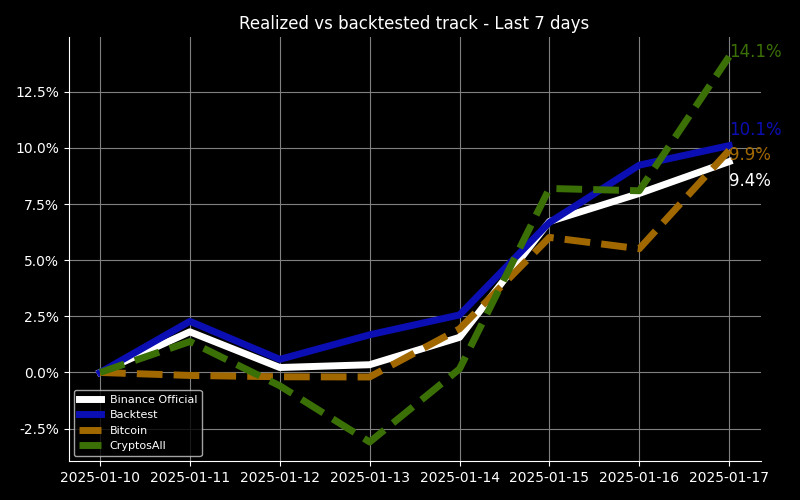 Realized vs backtested track - Last 7 days
14.1%
12.5%
10.1%
10.0%
9.9%
9.4%
7.5%
5.0%
2.5%
0.0%
-2.5%
Binance Official
Backtest
Bitcoin
CryptosAll
2025-01-10 2025-01-11 2025-01-12 2025-01-13 2025-01-14 2025-01-15 2025-01-16 2025-01-17